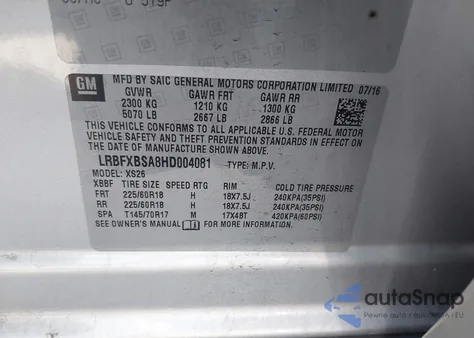 GM
MFD BY SAIC GENERAL MOTORS CORPORATION LIMITED 07/16
GVWR GAWR FRT GAWR RR
2300 KG 1210 KG 1300 KG
5070 LB 2667 LB 2866 LB
THIS VEHICLE CONFORMS TO ALL APPLICABLE U.S. FEDERAL MOTOR
VEHICLE SAFETY AND THEFT PREVENTION STANDARDS IN EFFECT ON THE
DATE OF MANUFACTURE SHOWN ABOVE.
LRBFXBSA8HD004081 TYPE: M.P.V.
MODEL: XS26
XBBF TIRE SIZE SPEED RTG RIM COLD TIRE PRESSURE
FRT 225/60R18 H 18X7.5J 240KPA(35PSI)
RR 225/60R18 H 18X7.5J 240KPA(35PSI)
SPA T145/70R17 M 17X4BT 420KPA(60PSI)
SEE OWNER'S MANUAL FOR MORE INFORMATION.
autoSnap
Pewne auto z USA i EU